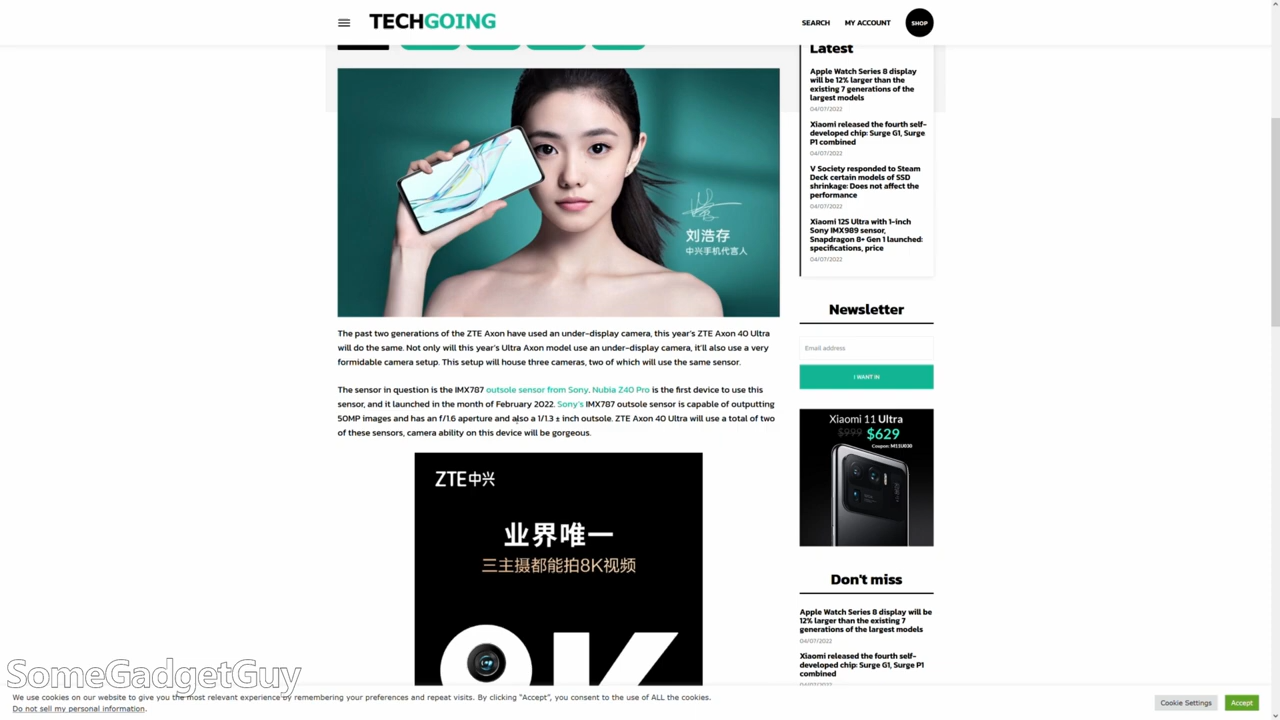 TECHGOING
SEARCH
MY ACCOUNT
SHOP
刘浩存
中兴手机代言人
The past two generations of the ZTE Axon have used an under-display camera, this year's ZTE Axon 40 Ultra
will do the same. Not only will this year's Ultra Axon model use an under-display camera, it'll also use a very
formidable camera setup. This setup will house three cameras, two of which will use the same sensor.
The sensor in question is the IMX787 outsole sensor from Sony. Nubia Z40 Pro is the first device to use this
sensor, and it launched in the month of February 2022. Sony's IMX787 outsole sensor is capable of outputting
50MP images and has an f/1.6 aperture and also a 1/1.3 ± inch outsole. ZTE Axon 40 Ultra will use a total of two
of these sensors, camera ability on this device will be gorgeous.
ZTE中兴
业界唯一
三主摄都能拍8K视频
8K
Latest
Apple Watch Series 8 display
will be 12% larger than the
existing 7 generations of the
largest models
04/07/2022
Xiaomi released the fourth self-
developed chip: Surge G1, Surge
P1 combined
04/07/2022
V Society responded to Steam
Deck certain models of SSD
shrinkage: Does not affect the
performance
04/07/2022
Xiaomi 12S Ultra with 1-inch
Sony IMX989 sensor,
Snapdragon 8+ Gen 1 launched:
specifications, price
04/07/2022
Newsletter
Email address
I WANT IN
Xiaomi 11 Ultra
$999 $629
Coupon: M11U030
Don't miss
Apple Watch Series 8 display will be
12% larger than the existing 7
generations of the largest models
04/07/2022
Xiaomi released the fourth self-
developed chip: Surge G1, Surge P1
combined
SomeGadgetGuy
We use cookies on our website to give you the most relevant experience by remembering your preferences and repeat visits. By clicking "Accept", you consent to the use of ALL the cookies.
Do not sell my personal information.
Cookie Settings
Accept